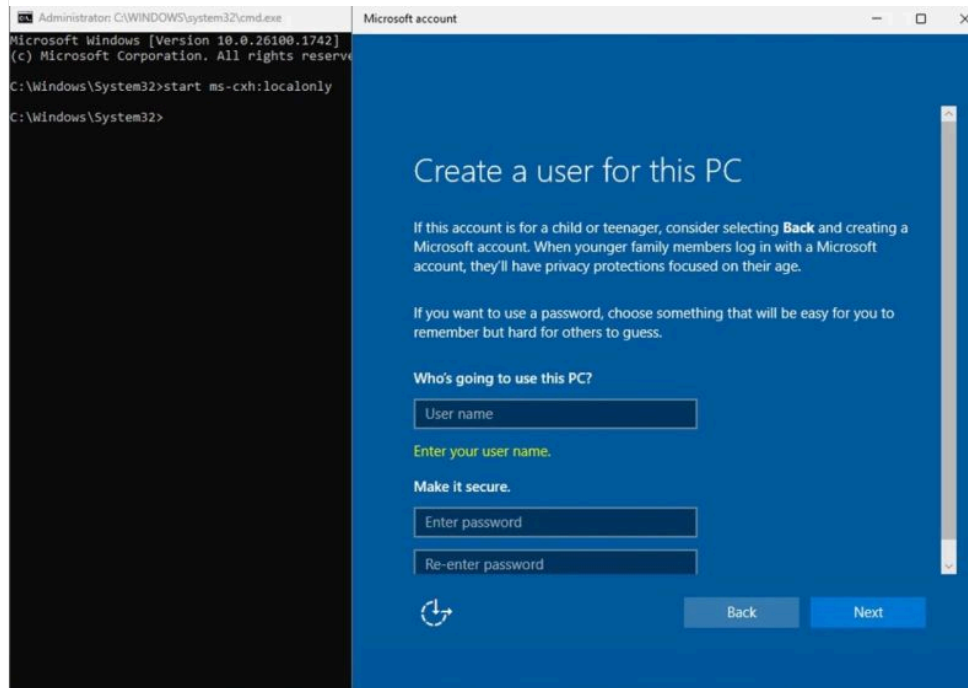 Administrator: C:\WINDOWS\system32\cmd.exe
Microsoft Windows [Version 10.0.26100.1742]
(c) Microsoft Corporation. All rights reserve
C:\Windows\System32>start ms-cxh:localonly
C:\Windows\System32>
Microsoft account
Create a user for this PC
If this account is for a child or teenager, consider selecting Back and creating a
Microsoft account. When younger family members log in with a Microsoft
account, they'll have privacy protections focused on their age.
If you want to use a password, choose something that will be easy for you to
remember but hard for others to guess.
Who's going to use this PC?
User name
Enter your user name.
Make it secure.
Enter password
Re-enter password
Back
Next